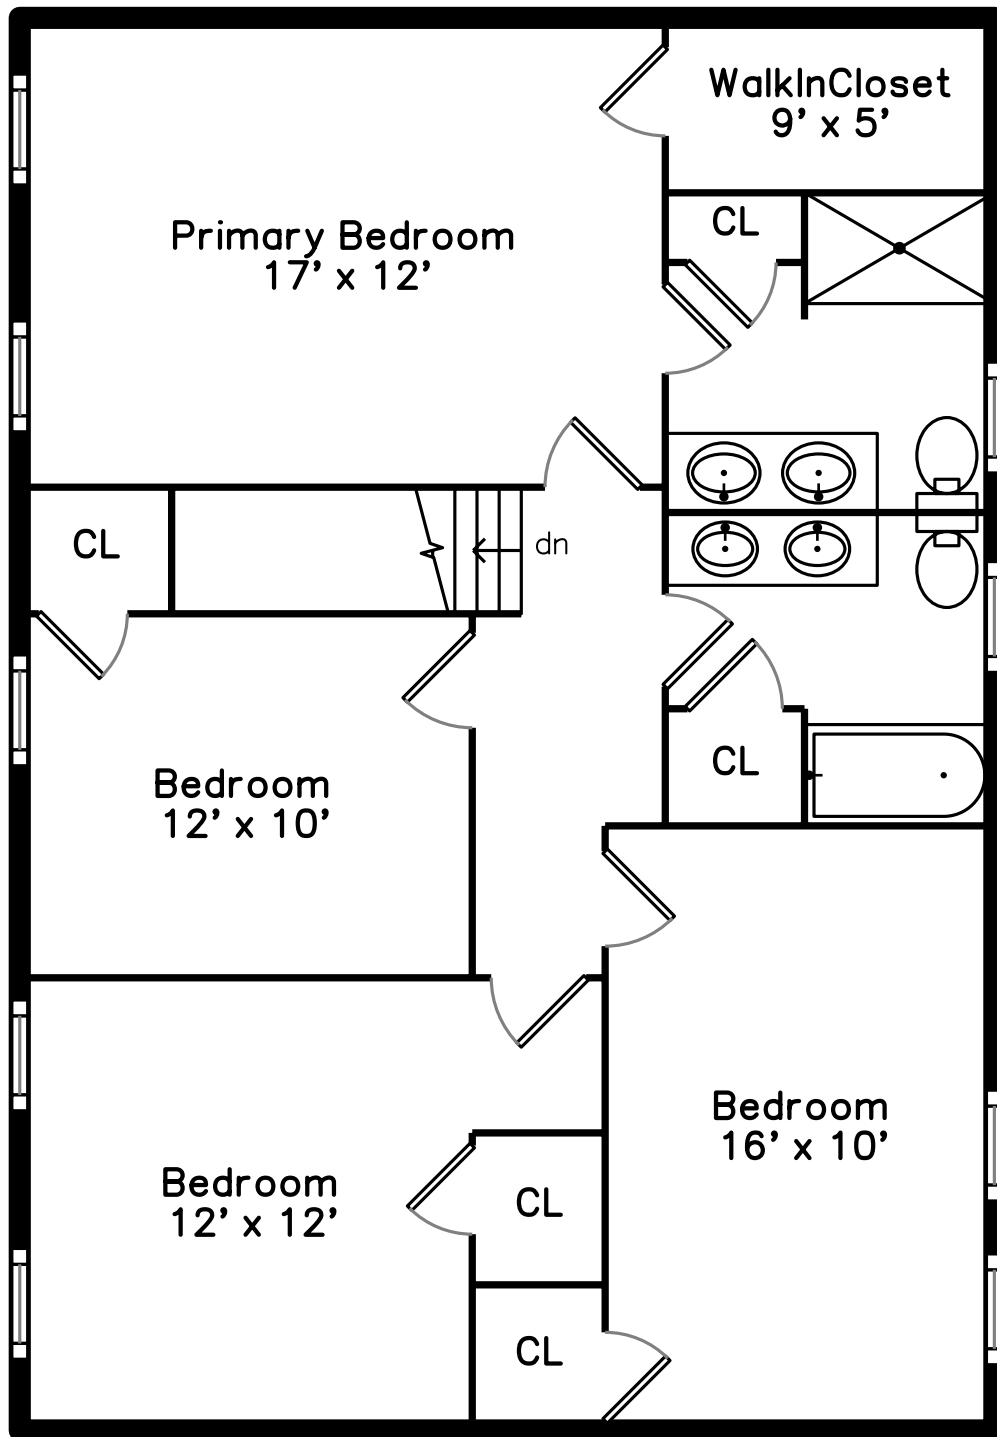 WalkInCloset
9' x 5'
CL
Primary Bedroom
17' x 12'
CL
dn
Bedroom
12' x 10'
CL
Bedroom
16' x 10'
Bedroom
12' x 12'
CL
CL